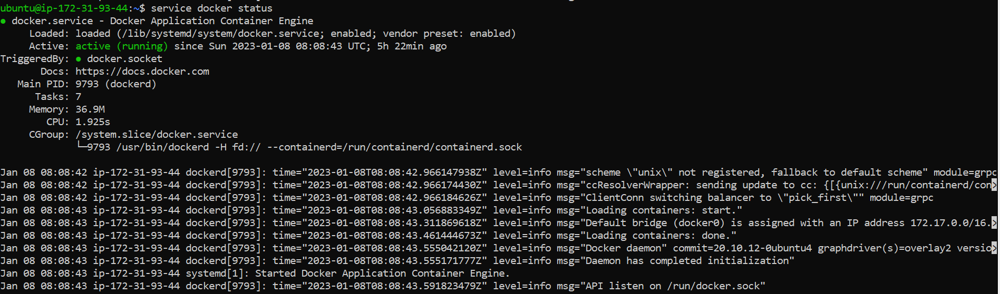 ubuntu@ip-172-31-93-44:~$ service docker status
● docker.service - Docker Application Container Engine
     Loaded: loaded (/lib/systemd/system/docker.service; enabled; vendor preset: enabled)
     Active: active (running) since Sun 2023-01-08 08:08:43 UTC; 5h 22min ago
TriggeredBy: ● docker.socket
       Docs: https://docs.docker.com
   Main PID: 9793 (dockerd)
      Tasks: 7
     Memory: 36.9M
        CPU: 1.925s
     CGroup: /system.slice/docker.service
             └─9793 /usr/bin/dockerd -H fd:// --containerd=/run/containerd/containerd.sock
Jan 08 08:08:42 ip-172-31-93-44 dockerd[9793]: time="2023-01-08T08:08:42.966147938Z" level=info msg="scheme \"unix\" not registered, fallback to default scheme" module=grpc
Jan 08 08:08:42 ip-172-31-93-44 dockerd[9793]: time="2023-01-08T08:08:42.966174430Z" level=info msg="ccResolverWrapper: sending update to cc: {[{unix:///run/containerd/con>
Jan 08 08:08:42 ip-172-31-93-44 dockerd[9793]: time="2023-01-08T08:08:42.966184626Z" level=info msg="ClientConn switching balancer to \"pick_first\"" module=grpc
Jan 08 08:08:43 ip-172-31-93-44 dockerd[9793]: time="2023-01-08T08:08:43.056883349Z" level=info msg="Loading containers: start."
Jan 08 08:08:43 ip-172-31-93-44 dockerd[9793]: time="2023-01-08T08:08:43.311869618Z" level=info msg="Default bridge (docker0) is assigned with an IP address 172.17.0.0/16.>
Jan 08 08:08:43 ip-172-31-93-44 dockerd[9793]: time="2023-01-08T08:08:43.461444673Z" level=info msg="Loading containers: done."
Jan 08 08:08:43 ip-172-31-93-44 dockerd[9793]: time="2023-01-08T08:08:43.555042120Z" level=info msg="Docker daemon" commit=20.10.12-0ubuntu4 graphdriver(s)=overlay2 versio>
Jan 08 08:08:43 ip-172-31-93-44 dockerd[9793]: time="2023-01-08T08:08:43.555171777Z" level=info msg="Daemon has completed initialization"
Jan 08 08:08:43 ip-172-31-93-44 systemd[1]: Started Docker Application Container Engine.
Jan 08 08:08:43 ip-172-31-93-44 dockerd[9793]: time="2023-01-08T08:08:43.591823479Z" level=info msg="API listen on /run/docker.sock"